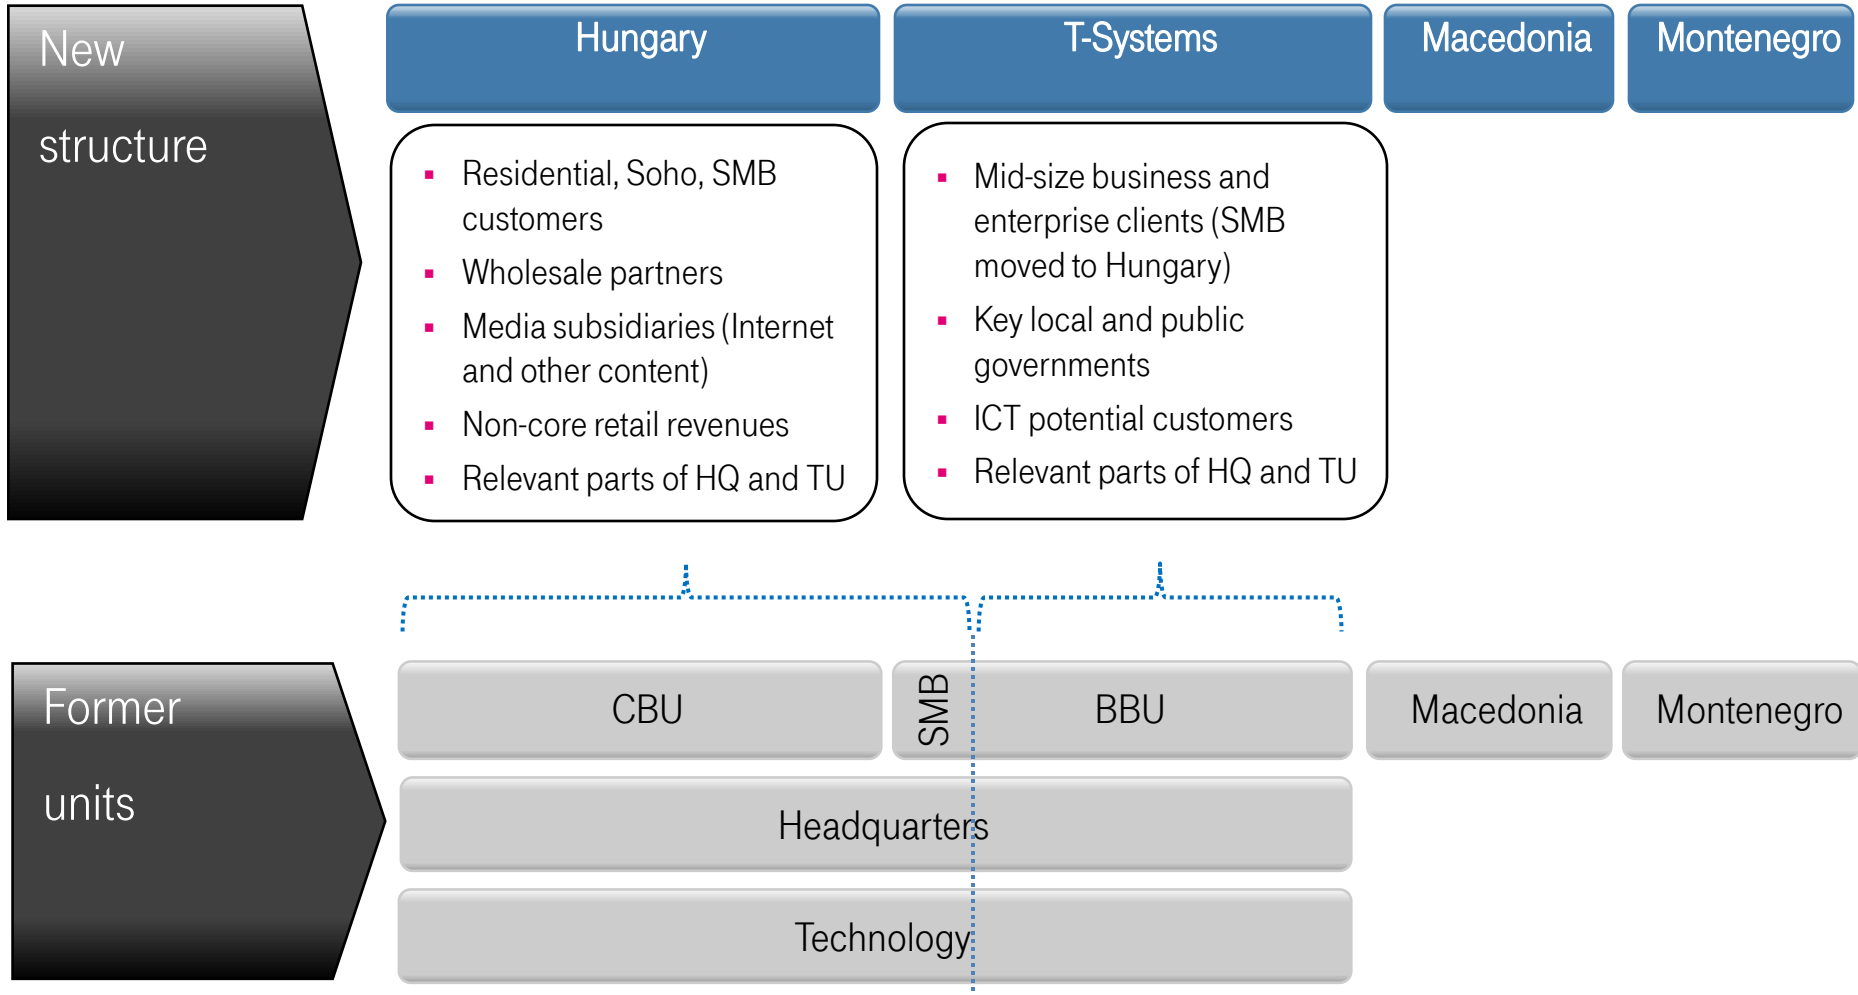 New
structure
Hungary
T-Systems
Macedonia
Montenegro
Residential, Soho, SMB
customers
Wholesale partners
Media subsidiaries (Internet
and other content)
Non-core retail revenues
Relevant parts of HQ and TU
Mid-size business and
enterprise clients (SMB
moved to Hungary)
Key local and public
governments
ICT potential customers
Relevant parts of HQ and TU
Former
units
CBU
SMB
BBU
Macedonia
Montenegro
Headquarters
Technology